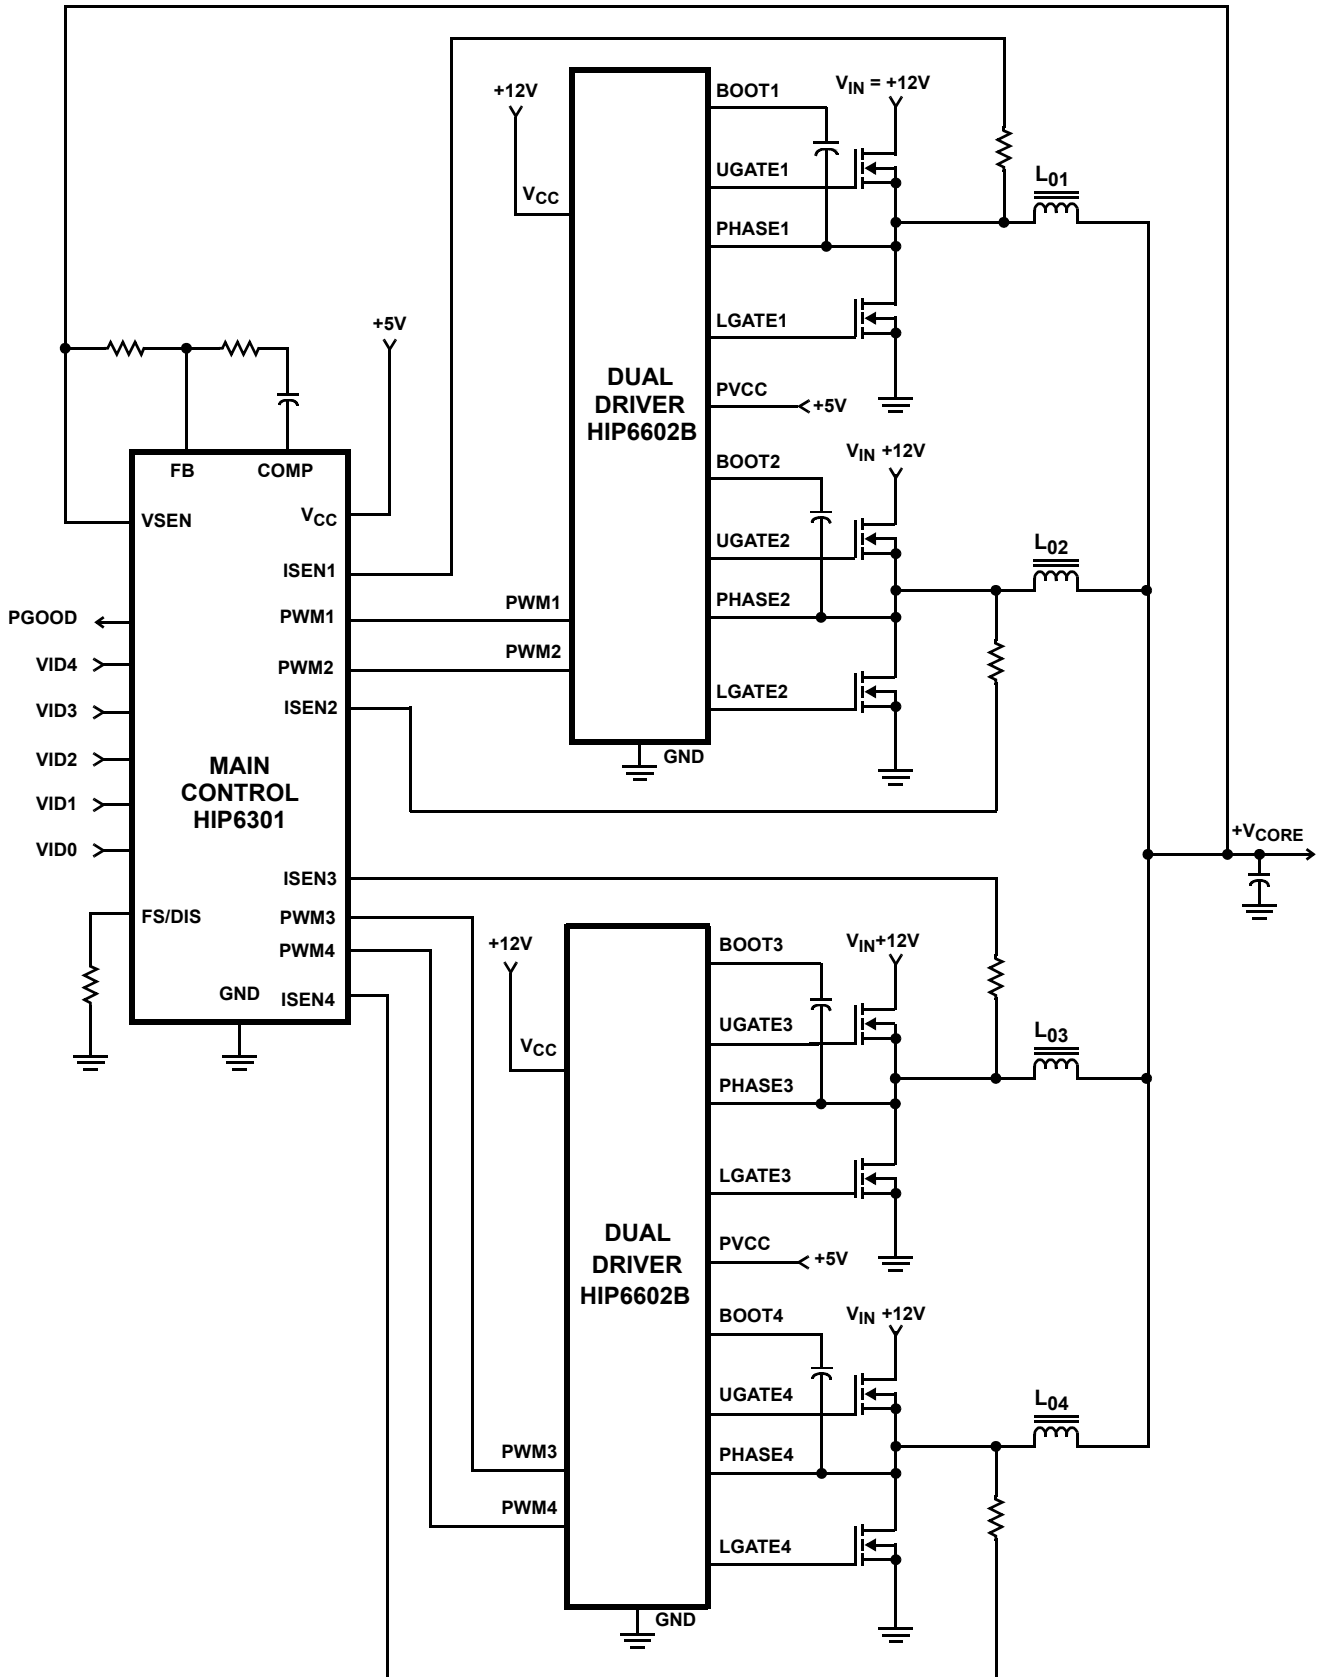 +12V
BOOT1
V_IN = +12V
UGATE1
V_CC
L_01
PHASE1
LGATE1
+5V
DUAL
DRIVER
HIP6602B
PVCC
+5V
BOOT2
V_IN +12V
FB
COMP
VSEN
V_CC
UGATE2
L_02
ISEN1
PHASE2
PGOOD
PWM1
PWM1
VID4
PWM2
PWM2
LGATE2
VID3
ISEN2
VID2
GND
MAIN
CONTROL
HIP6301
VID1
VID0
+V_CORE
ISEN3
FS/DIS
PWM3
PWM4
+12V
BOOT3
V_IN+12V
GND
ISEN4
UGATE3
L_03
V_CC
PHASE3
LGATE3
DUAL
DRIVER
HIP6602B
PVCC
+5V
BOOT4
V_IN +12V
UGATE4
L_04
PWM3
PHASE4
PWM4
LGATE4
GND